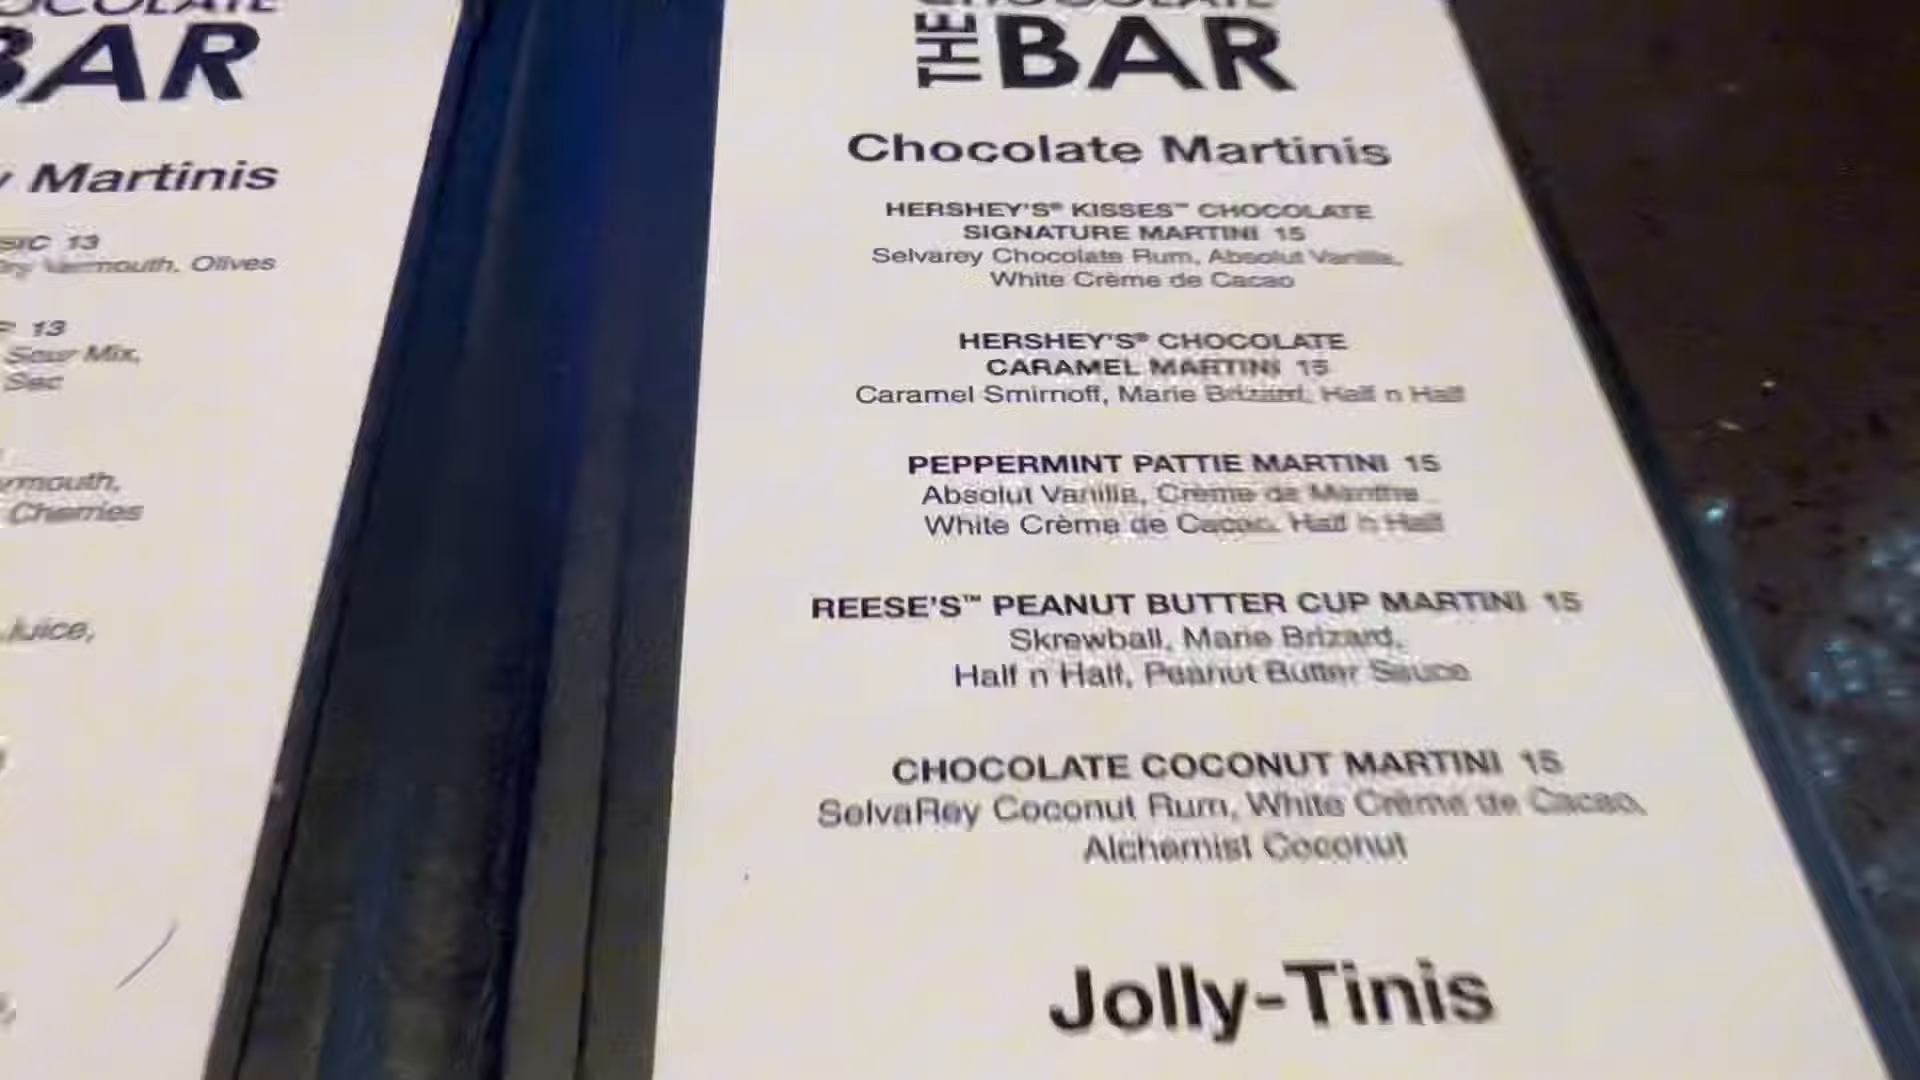 BAR
Martinis
13
Dry Vermouth, Olives
13
Sour Mix,
Sec
Cherries
Juice,
CHOCOLATE
THE BAR
Chocolate Martinis
HERSHEY'S® KISSES™ CHOCOLATE
SIGNATURE MARTINI 15
Selvarey Chocolate Rum, Absolut Vanilla,
White Crème de Cacao
HERSHEY'S® CHOCOLATE
CARAMEL MARTINI 15
Caramel Smirnoff, Marie Brizard, Half n Half
PEPPERMINT PATTIE MARTINI 15
Absolut Vanilla, Crème de Menthe
White Crème de Cacao, Half n Half
REESE'S™ PEANUT BUTTER CUP MARTINI 15
Skrewball, Marie Brizard,
Half n Half, Peanut Butter Sauce
CHOCOLATE COCONUT MARTINI 15
SelvaRey Coconut Rum, White Crème de Cacao,
Alchemist Coconut
Jolly-Tinis